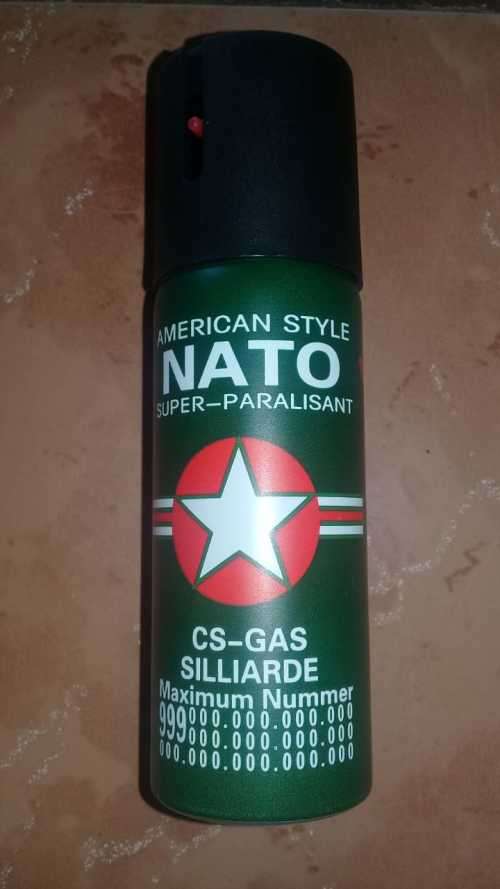 AMERICAN STYLE
NATO
SUPER-PARALISANT
CS-GAS
SILLIARDE
Maximum Nummer
999000.000.000.000
000.000.000.000
000.000.000.000.000